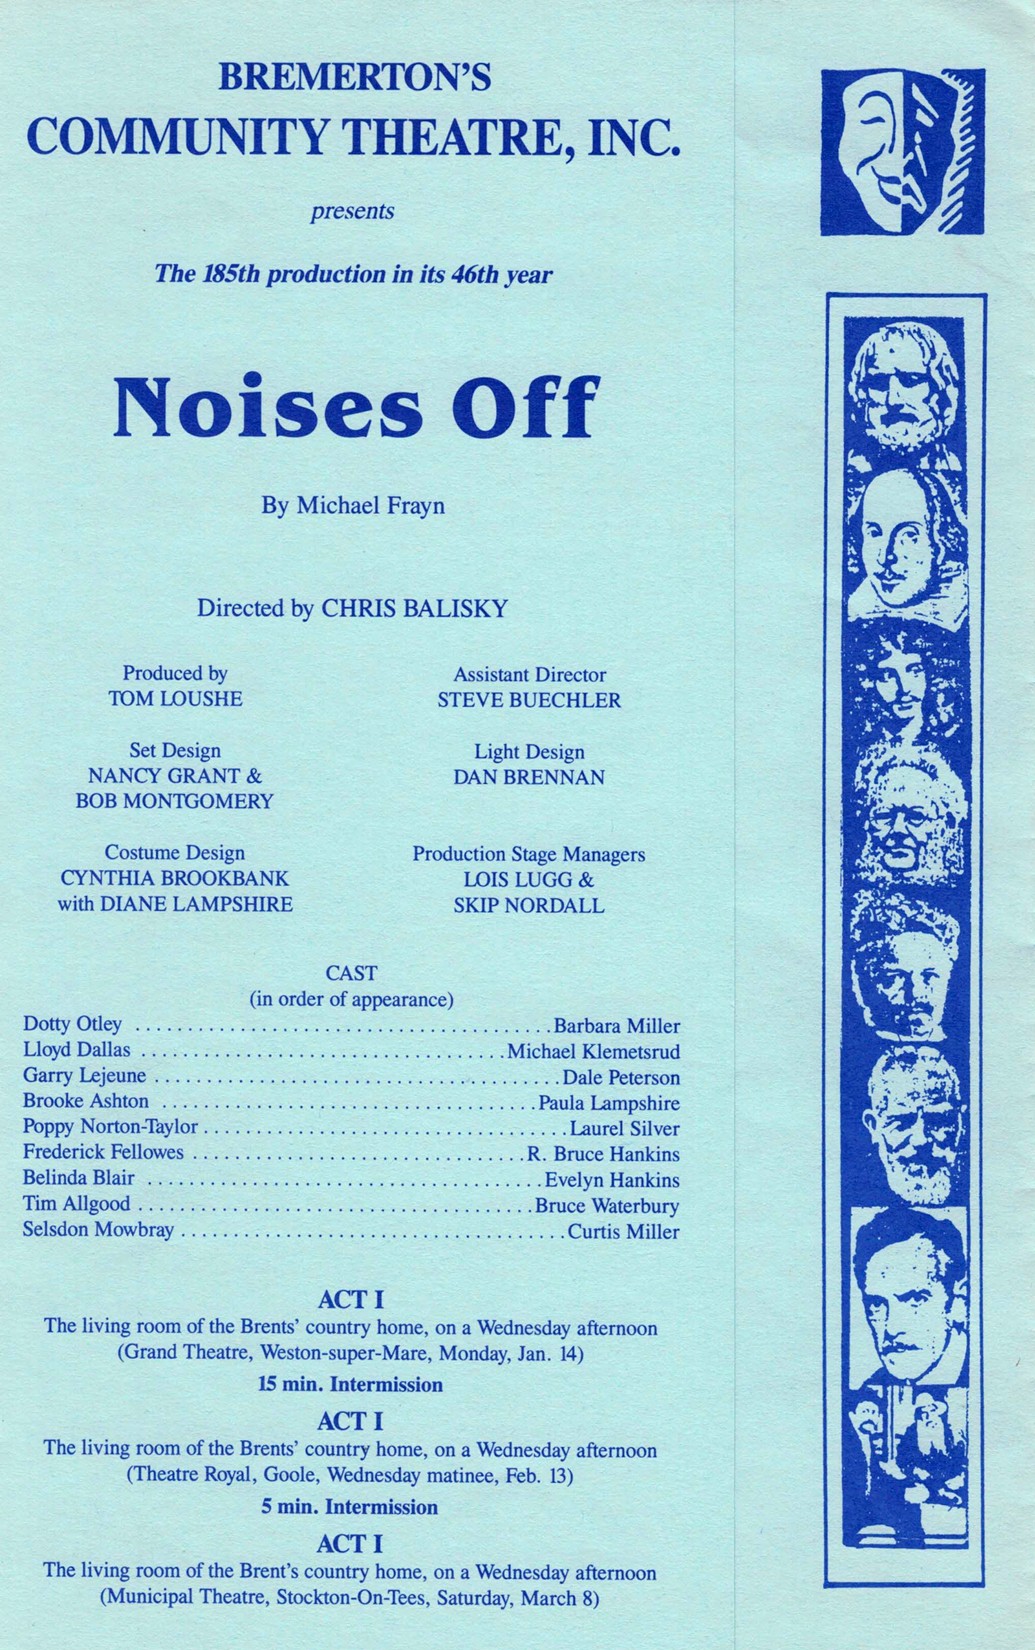 BREMERTON'S
COMMUNITY THEATRE, INC.
presents
The 185th production in its 46th year
Noises Off
By Michael Frayn
Directed by CHRIS BALISKY
Produced by
TOM LOUSHE
Assistant Director
STEVE BUECHLER
Set Design
NANCY GRANT &
BOB MONTGOMERY
Light Design
DAN BRENNAN
Costume Design
CYNTHIA BROOKBANK
with DIANE LAMPSHIRE
Production Stage Managers
LOIS LUGG &
SKIP NORDALL
CAST
(in order of appearance)
Dotty Otley ........................................ Barbara Miller
Lloyd Dallas ................................... Michael Klemetsrud
Garry Lejeune ....................................... Dale Peterson
Brooke Ashton .................................... Paula Lampshire
Poppy Norton-Taylor ................................... Laurel Silver
Frederick Fellowes ................................ R. Bruce Hankins
Belinda Blair ...................................... Evelyn Hankins
Tim Allgood ...................................... Bruce Waterbury
Selsdon Mowbray ..................................... Curtis Miller
ACT I
The living room of the Brents' country home, on a Wednesday afternoon
(Grand Theatre, Weston-super-Mare, Monday, Jan. 14)
15 min. Intermission
ACT I
The living room of the Brents' country home, on a Wednesday afternoon
(Theatre Royal, Goole, Wednesday matinee, Feb. 13)
5 min. Intermission
ACT I
The living room of the Brent's country home, on a Wednesday afternoon
(Municipal Theatre, Stockton-On-Tees, Saturday, March 8)